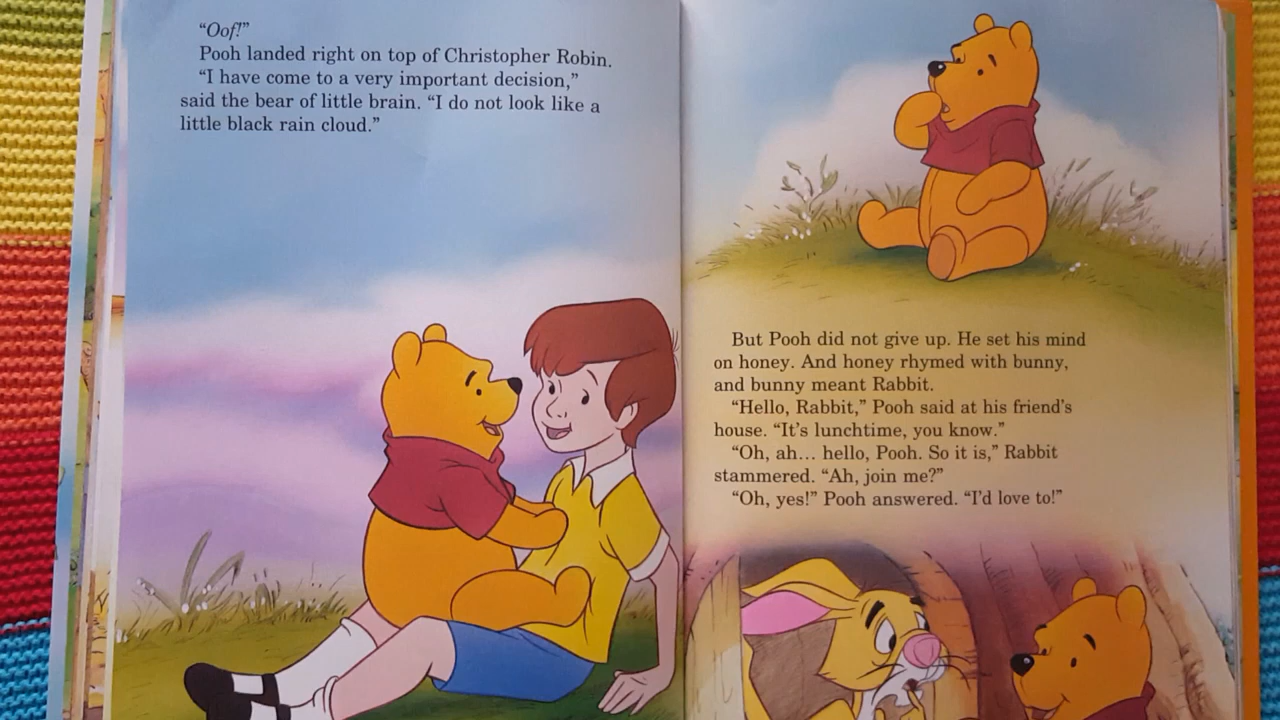 “Oof!”
Pooh landed right on top of Christopher Robin.
“I have come to a very important decision,”
said the bear of little brain. “I do not look like a
little black rain cloud.”
But Pooh did not give up. He set his mind
on honey. And honey rhymed with bunny,
and bunny meant Rabbit.
“Hello, Rabbit,” Pooh said at his friend’s
house. “It’s lunchtime, you know.”
“Oh, ah... hello, Pooh. So it is,” Rabbit
stammered. “Ah, join me?”
“Oh, yes!” Pooh answered. “I’d love to!”